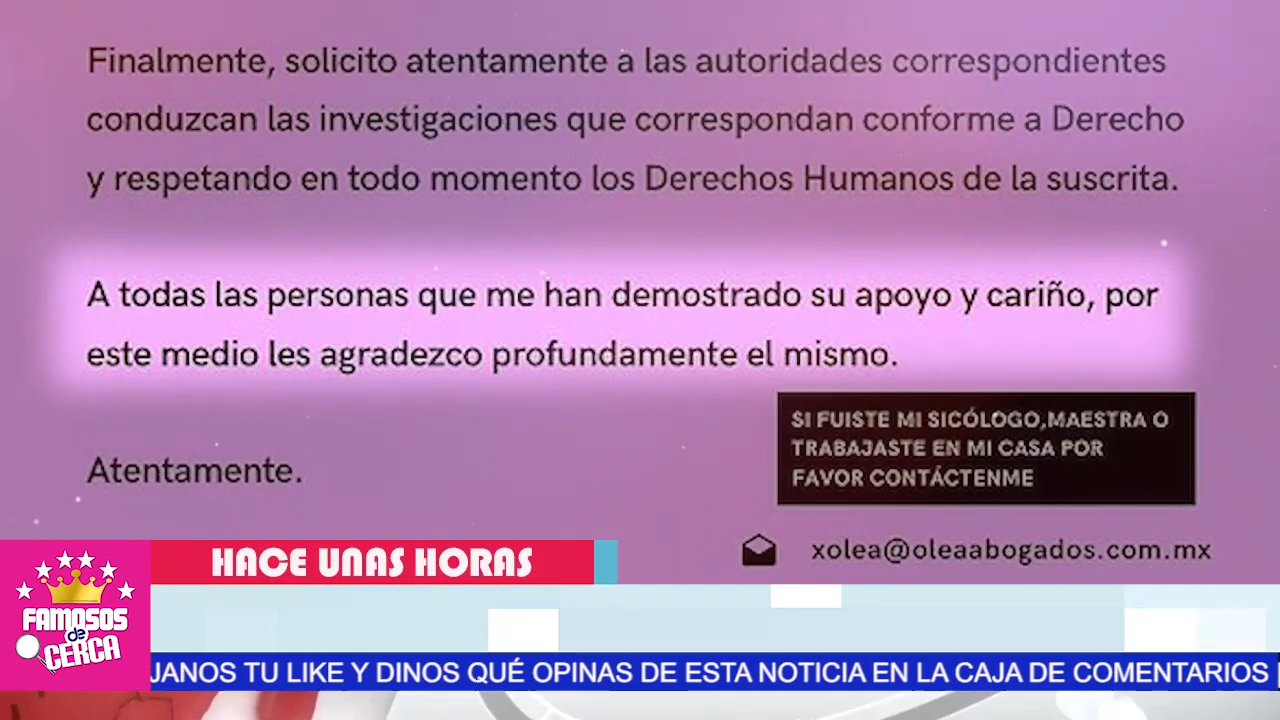 Finalmente, solicito atentamente a las autoridades correspondientes
conduzcan las investigaciones que correspondan conforme a Derecho
y respetando en todo momento los Derechos Humanos de la suscrita.
A todas las personas que me han demostrado su apoyo y cariño, por
este medio les agradezco profundamente el mismo.
SI FUISTE MI SICÓLOGO,MAESTRA O
TRABAJASTE EN MI CASA POR
FAVOR CONTÁCTENME
Atentamente.
xolea@oleaabogados.com.mx
HACE UNAS HORAS
FAMOSOS
de
CERCA
JANOS TU LIKE Y DINOS QUÉ OPINAS DE ESTA NOTICIA EN LA CAJA DE COMENTARIOS